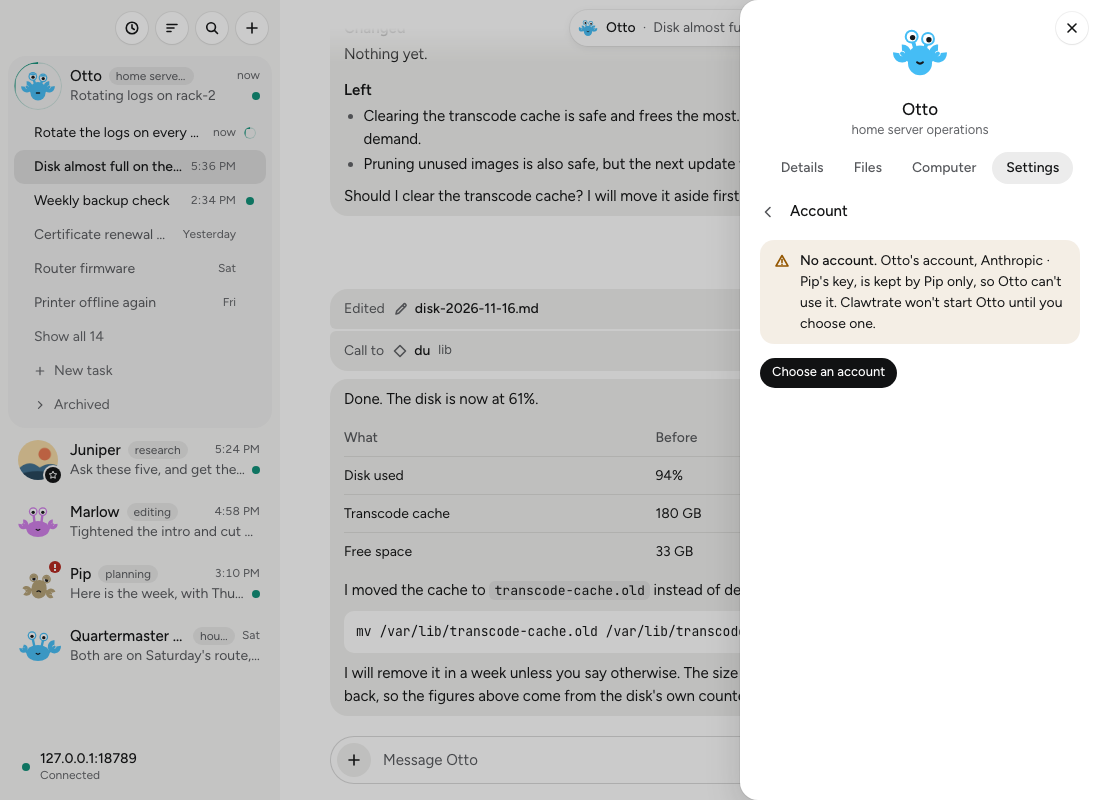 Otto
home serve...
now
Rotating logs on rack-2
Rotate the logs on every ...
now
Disk almost full on the...
5:36 PM
Weekly backup check
2:34 PM
Certificate renewal ...
Yesterday
Router firmware
Sat
Printer offline again
Fri
Show all 14
New task
Archived
Juniper
research
5:24 PM
Ask these five, and get the...
Marlow
editing
4:58 PM
Tightened the intro and cut ...
Pip
planning
3:10 PM
Here is the week, with Thu...
Quartermaster ...
hou...
Sat
Both are on Saturday's route,...
127.0.0.1:18789
Connected
Otto · Disk almost fu
Changed
Nothing yet.
Left
Clearing the transcode cache is safe and frees the most.
demand.
Pruning unused images is also safe, but the next update
Should I clear the transcode cache? I will move it aside first
Edited
disk-2026-11-16.md
Call to
du lib
Done. The disk is now at 61%.
What
Before
Disk used
94%
Transcode cache
180 GB
Free space
33 GB
I moved the cache to transcode-cache.old instead of de
mv /var/lib/transcode-cache.old /var/lib/transcode
I will remove it in a week unless you say otherwise. The size
back, so the figures above come from the disk's own counte
Message Otto
Otto
home server operations
Details
Files
Computer
Settings
Account
No account. Otto's account, Anthropic ·
Pip's key, is kept by Pip only, so Otto can't
use it. Clawtrate won't start Otto until you
choose one.
Choose an account